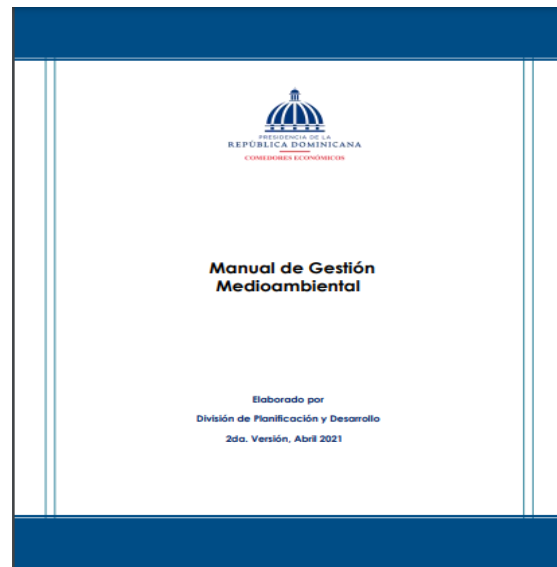 PRESIDENCIA DE LA
REPÚBLICA DOMINICANA
COMEDORES ECONÓMICOS
Manual de Gestión
Medioambiental
Elaborado por
División de Planificación y Desarrollo
2da. Versión, Abril 2021